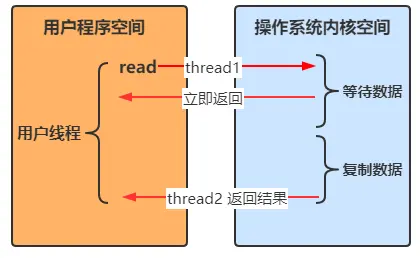 用户程序空间
操作系统内核空间
read
thread1
等待数据
立即返回
用户线程
复制数据
thread2 返回结果